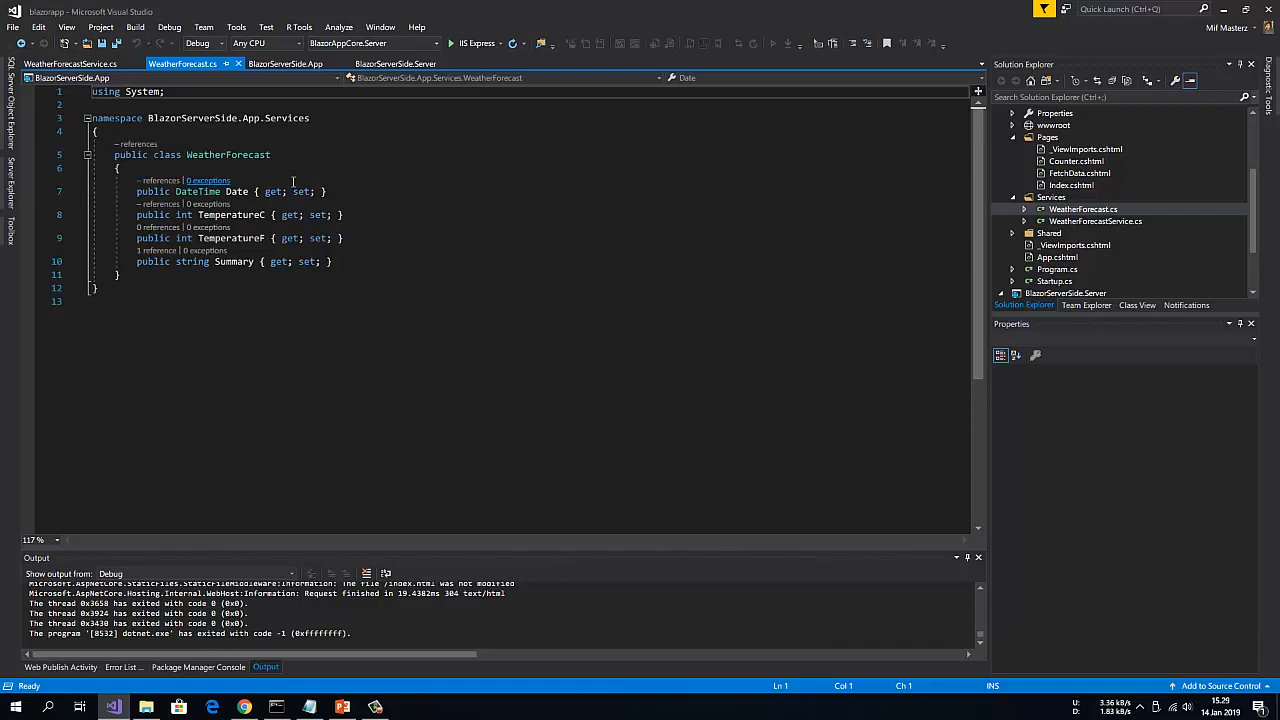 blazorapp - Microsoft Visual Studio
Quick Launch (Ctrl+Q)
File Edit View Project Build Debug Team Tools Test R Tools Analyze Window Help
Mif Masterz
Debug Any CPU BlazorAppCore.Server IIS Express
WeatherForecastService.cs WeatherForecast.cs BlazorServerSide.App BlazorServerSide.Server
BlazorServerSide.App BlazorServerSide.App.Services.WeatherForecast Date
1 using System;
2
3 namespace BlazorServerSide.App.Services
4 {
– references
5 public class WeatherForecast
6 {
– references | 0 exceptions
7 public DateTime Date { get; set; }
– references | 0 exceptions
8 public int TemperatureC { get; set; }
0 references | 0 exceptions
9 public int TemperatureF { get; set; }
1 reference | 0 exceptions
10 public string Summary { get; set; }
11 }
12 }
13
117 %
SQL Server Object Explorer
Server Explorer
Toolbox
Solution Explorer
Search Solution Explorer (Ctrl+;)
Properties
wwwroot
Pages
_ViewImports.cshtml
Counter.cshtml
FetchData.cshtml
Index.cshtml
Services
WeatherForecast.cs
WeatherForecastService.cs
Shared
_ViewImports.cshtml
App.cshtml
Program.cs
Startup.cs
BlazorServerSide.Server
Solution Explorer Team Explorer Class View Notifications
Properties
Diagnostic Tools
Output
Show output from: Debug
Microsoft.AspNetCore.StaticFiles.StaticFileMiddleware:Information: The file /index.html was not modified
Microsoft.AspNetCore.Hosting.Internal.WebHost:Information: Request finished in 19.4382ms 304 text/html
The thread 0x3658 has exited with code 0 (0x0).
The thread 0x3924 has exited with code 0 (0x0).
The thread 0x3430 has exited with code 0 (0x0).
The program '[8532] dotnet.exe' has exited with code -1 (0xffffffff).
Web Publish Activity Error List ... Package Manager Console Output
Ready Ln 1 Col 1 Ch 1 INS Add to Source Control
U: 3.36 kB/s
D: 1.83 kB/s
15.29
14 Jan 2019